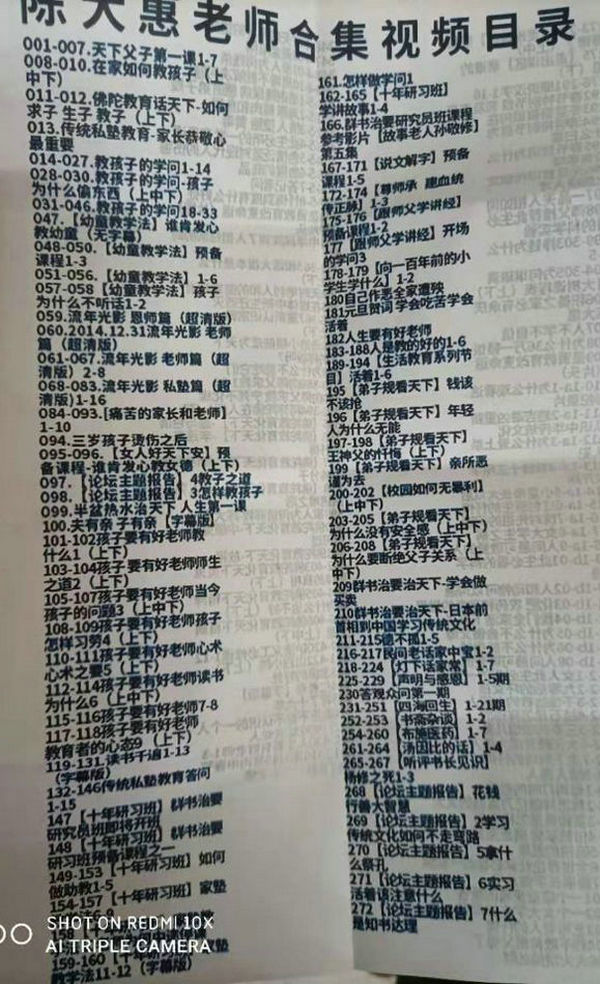 陈大惠老师合集视频目录
001-007.天下父子第一课1-7
008-010.在家如何教孩子（上
中下）
011-012.佛陀教育话天下-如何
求子 生子 教子（上下）
013.传统私塾教育-家长恭敬心
最重要
014-027.教孩子的学问1-14
028-030.教孩子的学问-孩子
为什么偷东西（上中下）
031-046.教孩子的学问18-33
047.【幼童教学法】谁肯发心
教幼童（无字幕）
048-050.【幼童教学法】预备
课程1-3
051-056.【幼童教学法】1-6
057-058【幼童教学法】孩子
为什么不听话1-2
059.流年光影 恩师篇（超清版）
060.2014.12.31流年光影 老师
篇（超清版）
061-067.流年光影 老师篇（超
清版）2-8
068-083.流年光影 私塾篇（超
清版)1-16
084-093.[痛苦的家长和老师]
1-10
094.三岁孩子烫伤之后
095-096.【女人好天下安】预
备课程-谁肯发心教女德（上下）
097.【论坛主题报告】4教子之道
098.【论坛主题报告】3怎样教孩子
099.半盆热水治天下 人生第一课
100.夫有亲 子有亲【字幕版】
101-102孩子要有好老师教
什么1（上下）
103-104孩子要有好老师师生
之道2（上下）
105-107孩子要有好老师当今
孩子的问题3（上中下）
108-109孩子要有好老师孩子
怎样习劳4（上下）
110-111孩子要有好老师心术
心术之要5（上下）
112-114孩子要有好老师读书
为什么6（上中下）
115-116孩子要有好老师7-8
117-118孩子要有好老师
教育者的心态9（上下）
119-131.读书千遍1-13
（字幕版）
132-146传统私塾教育答问
1-15
147【十年研习班】群书治要
研究员班即将开班
148【十年研习班】群书治要
研习班预备课程之一
149-153【十年研习班】如何
做助教1-5
154-157【十年研习班】家塾
159-160【十年研习班】家塾
教学法11-12（字幕版）
161.怎样做学问1
162-165【十年研习班】
学讲故事1-4
166.群书治要研究员班课程
参考影片【故事老人孙敬修】
第五集
167-171【说文解字】预备
课程1-5
172-174【尊师承 建血统
传正脉】1-3
175-176【跟师父学讲经】
预备课程1-2
177【跟师父学讲经】开场
的学问3
178-179【向一百年前的小
学生学什么】1-2
180自己作恶全家遭殃
181元旦贺词 学会吃苦学会
活着
182人生要有好老师
183-188人是教的好的1-6
189-194【生活教育系列节
目】活着1-6
195【弟子规看天下】钱该
不该抢
196【弟子规看天下】年轻
人为什么无能
197-198【弟子规看天下】
王神父的忏悔（上下）
199【弟子规看天下】亲所恶
谨为去
200-202【校园如何无暴利】
（上中下）
203-205【弟子规看天下】
为什么没有安全感（上中下）
206-208【弟子规看天下】
为什么要断绝父子关系（上
中下）
209群书治要治天下-学会做
买卖
210群书治要治天下-日本前
首相到中国学习传统文化
211-215德不孤1-5
216-217民间老话家中宝1-2
218-224【灯下话家常】1-7
225-229【声明与感恩】1-5期
230答观众问第一期
231-251【四海回生】1-21期
252-253【书斋杂谈】1-2
254-260【布施医药】1-7
261-264【汤因比的话】1-4
265-267【听评书长见识】
杨修之死1-3
268【论坛主题报告】花钱
行善大智慧
269【论坛主题报告】2学习
传统文化如何不走弯路
270【论坛主题报告】5拿什
么祭孔
271【论坛主题报告】6实习
活着该注意什么
272【论坛主题报告】7什么
是知书达理
SHOT ON REDMI 10X
AI TRIPLE CAMERA